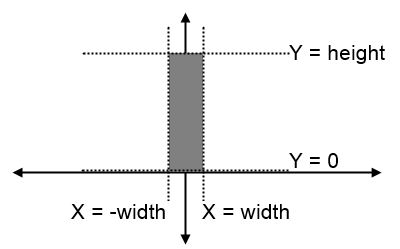 Y = height
Y = 0
X = -width
X = width